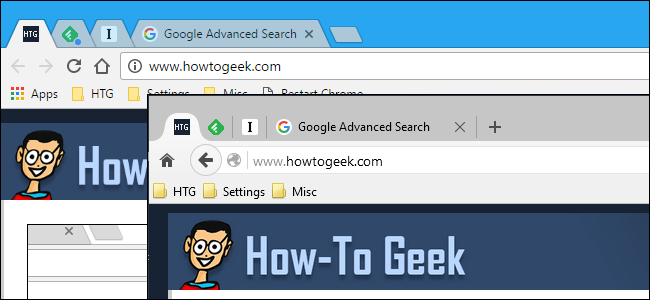 HTG I Google Advanced Search
www.howtogeek.com
Apps HTG Settings Misc Restart Chrome
How
HTG I Google Advanced Search
www.howtogeek.com
HTG Settings Misc
How-To Geek